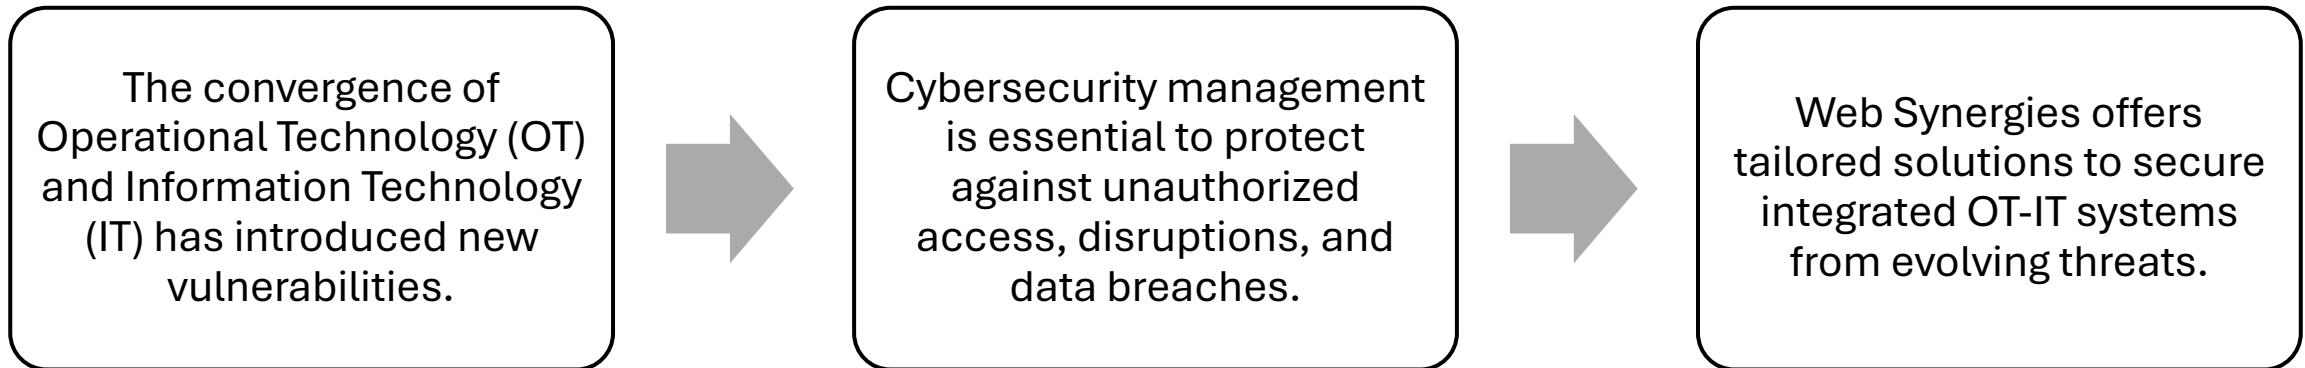 The convergence of
Operational Technology (OT)
and Information Technology
(IT) has introduced new
vulnerabilities.
Cybersecurity management
is essential to protect
against unauthorized
access, disruptions, and
data breaches.
Web Synergies offers
tailored solutions to secure
integrated OT-IT systems
from evolving threats.